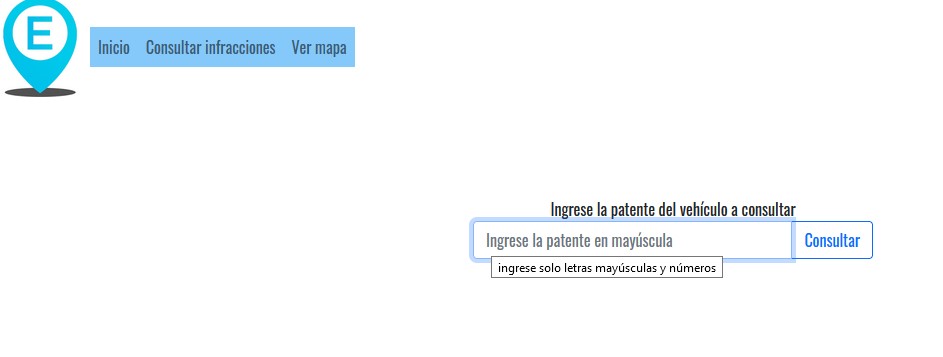 E
Inicio Consultar infracciones Ver mapa
Ingrese la patente del vehículo a consultar
Ingrese la patente en mayúscula Consultar
ingrese solo letras mayúsculas y números